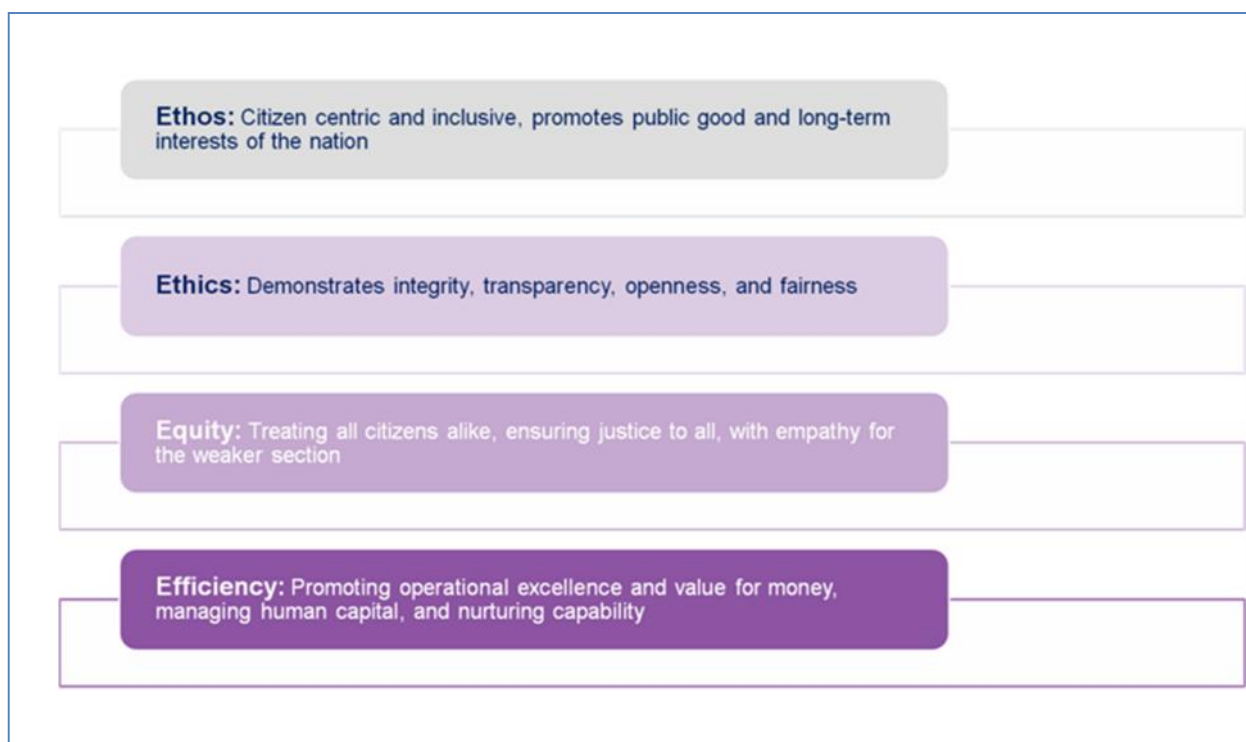 Ethos: Citizen centric and inclusive, promotes public good and long-term
interests of the nation
Ethics: Demonstrates integrity, transparency, openness, and fairness
Equity: Treating all citizens alike, ensuring justice to all, with empathy for
the weaker section
Efficiency: Promoting operational excellence and value for money,
managing human capital, and nurturing capability